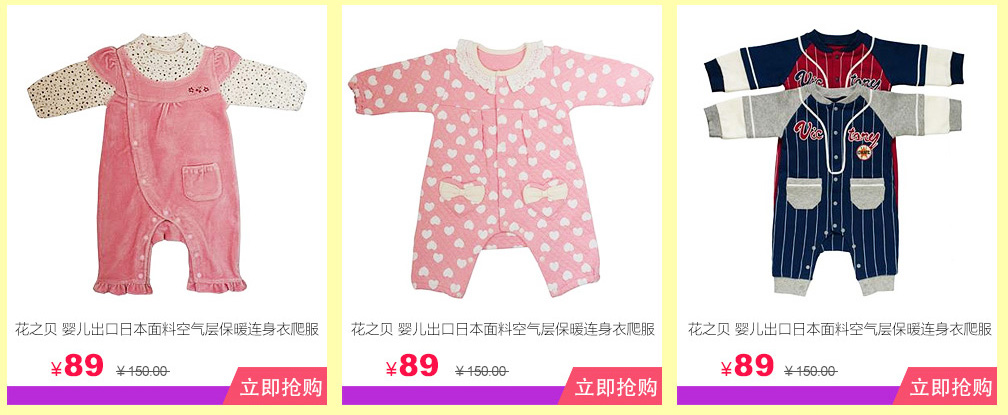 Victory
Victory
花之贝 婴儿出口日本面料空气层保暖连身衣爬服
¥89 ¥150.00
立即抢购
花之贝 婴儿出口日本面料空气层保暖连身衣爬服
¥89 ¥150.00
立即抢购
花之贝 婴儿出口日本面料空气层保暖连身衣爬服
¥89 ¥150.00
立即抢购